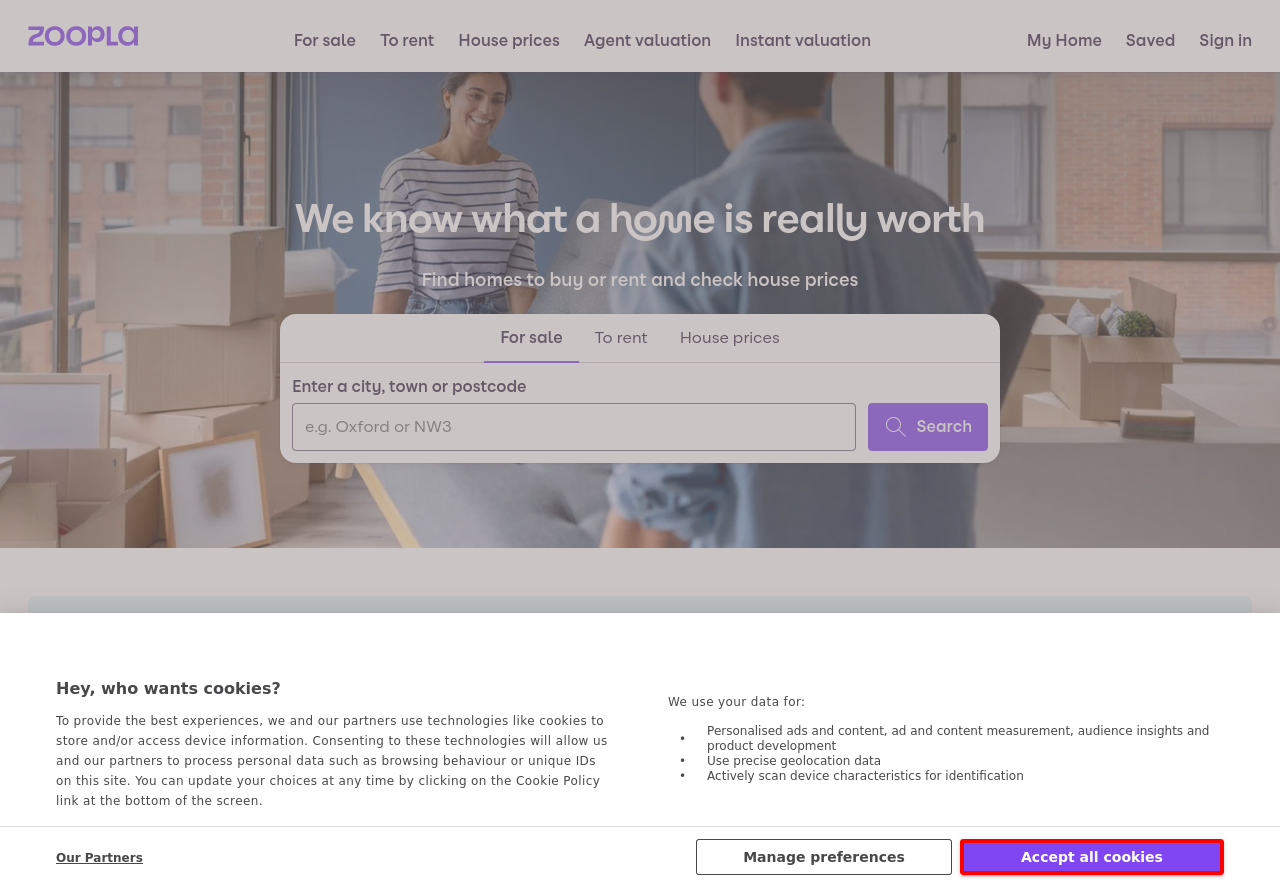 zoopla
For sale To rent House prices Agent valuation Instant valuation My Home Saved Sign in
We know what a home is really worth
Find homes to buy or rent and check house prices
For sale To rent House prices
Enter a city, town or postcode
e.g. Oxford or NW3 Search
Hey, who wants cookies?
To provide the best experiences, we and our partners use technologies like cookies to
store and/or access device information. Consenting to these technologies will allow us
and our partners to process personal data such as browsing behaviour or unique IDs
on this site. You can update your choices at any time by clicking on the Cookie Policy
link at the bottom of the screen.
We use your data for:
• Personalised ads and content, ad and content measurement, audience insights and
product development
• Use precise geolocation data
• Actively scan device characteristics for identification
Our Partners Manage preferences Accept all cookies